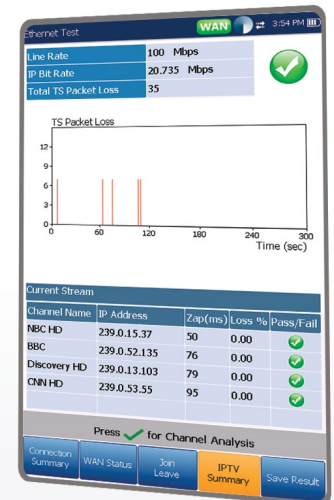 Ethernet Test WAN 3:54 PM
Line Rate 100 Mbps
IP Bit Rate 20.735 Mbps
Total TS Packet Loss 35
TS Packet Loss
12
9
6
3
0
0 60 120 180 240 300
Time (sec)
Current Stream
Channel Name IP Address Zap(ms) Loss % Pass/Fail
NBC HD 239.0.15.37 50 0.00
BBC 239.0.52.135 76 0.00
Discovery HD 239.0.13.103 79 0.00
CNN HD 239.0.53.55 95 0.00
Press for Channel Analysis
Connection Summary
WAN Status
Join Leave
IPTV Summary
Save Result